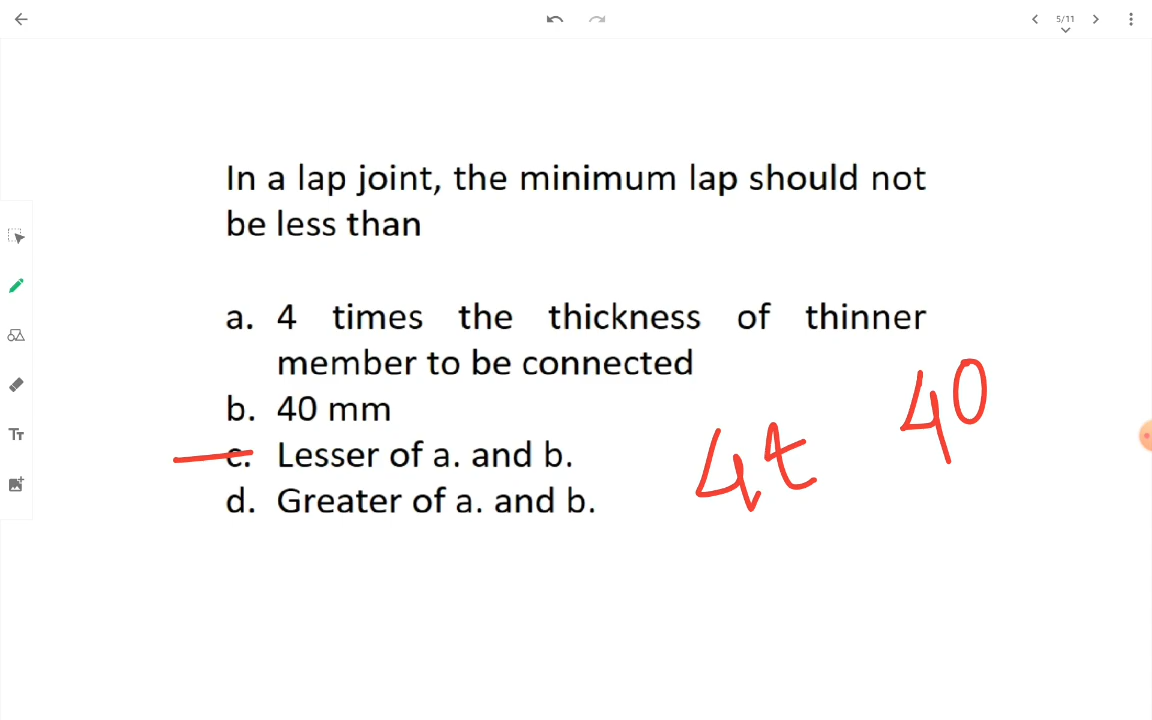 5/11
In a lap joint, the minimum lap should not
be less than
a. 4 times the thickness of thinner
member to be connected
b. 40 mm
c. Lesser of a. and b.
d. Greater of a. and b.
4t
40
Tт